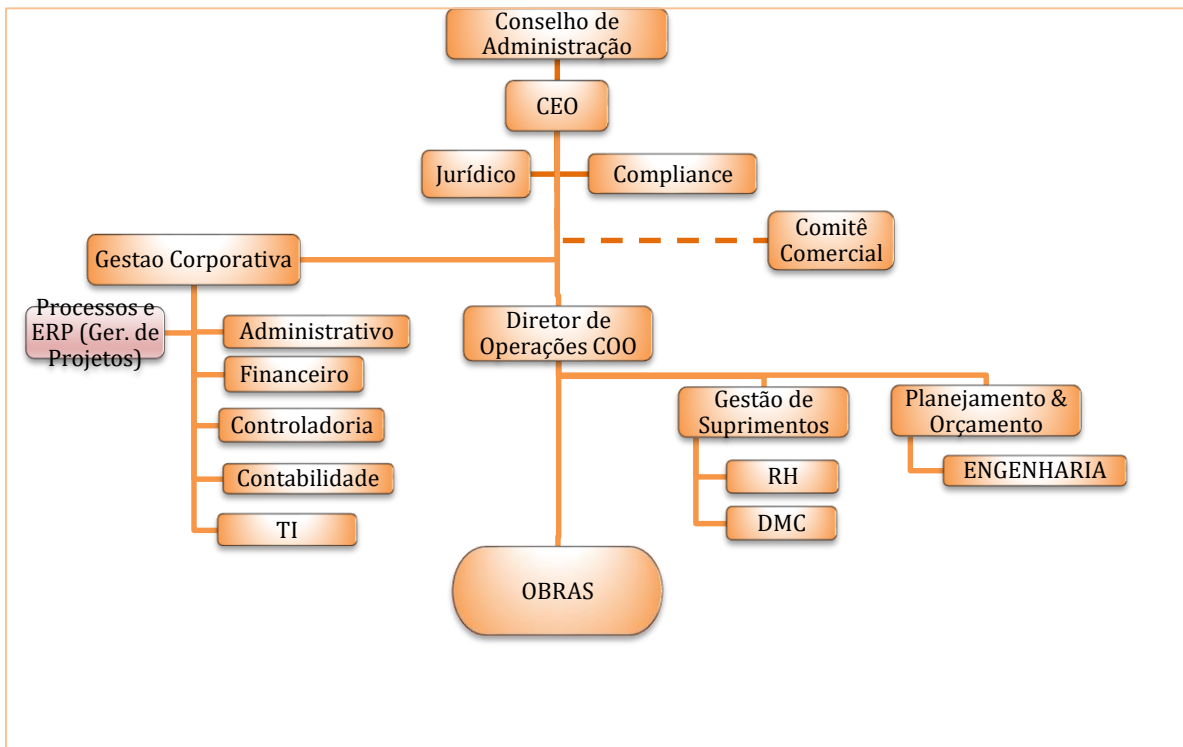 Conselho de
Administração
CEO
Jurídico
Compliance
Comitê
Comercial
Gestao Corporativa
Processos e
ERP (Ger. de
Projetos)
Administrativo
Financeiro
Controladoria
Contabilidade
TI
Diretor de
Operações COO
Gestão de
Suprimentos
RH
DMC
Planejamento &
Orçamento
ENGENHARIA
OBRAS